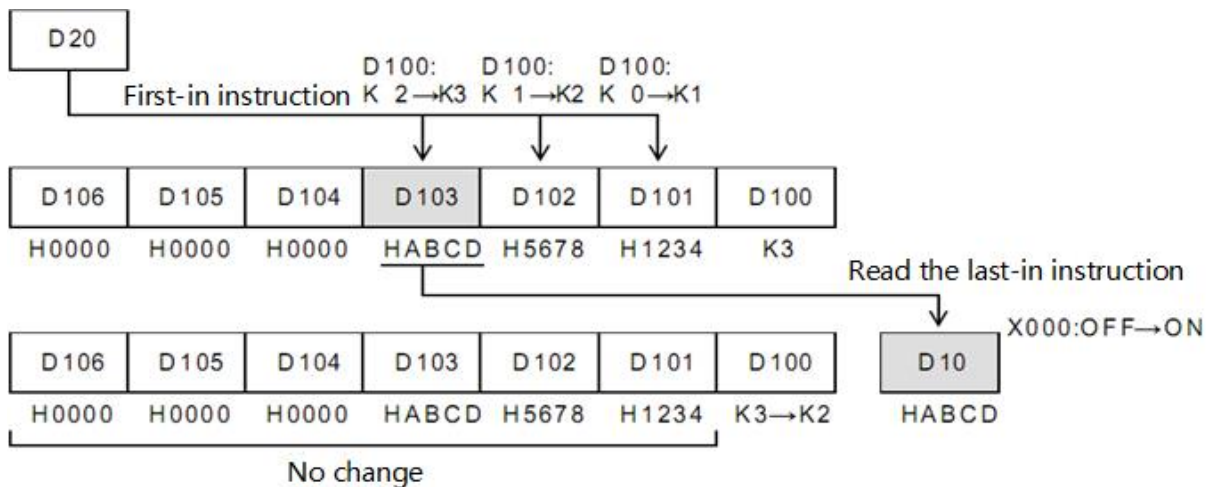 D20
D100: D100: D100:
First-in instruction K 2→K3 K 1→K2 K 0→K1
D106 D105 D104 D103 D102 D101 D100
H0000 H0000 H0000 HABCD H5678 H1234 K3
Read the last-in instruction
X000:OFF→ON
D106 D105 D104 D103 D102 D101 D100 D10
H0000 H0000 H0000 HABCD H5678 H1234 K3→K2 HABCD
No change